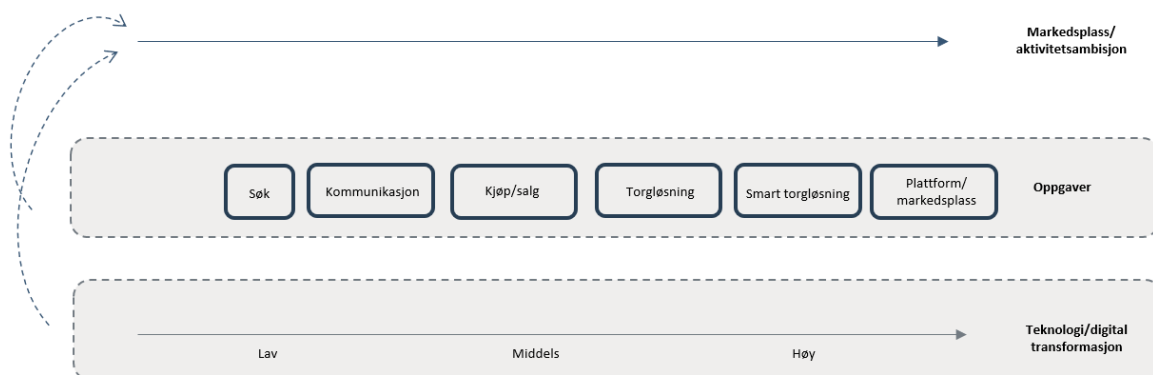 Markedsplass/
aktivitetsambisjon
Søk
Kommunikasjon
Kjøp/salg
Torgløsning
Smart torgløsning
Plattform/
markedsplass
Oppgaver
Lav
Middels
Høy
Teknologi/digital
transformasjon